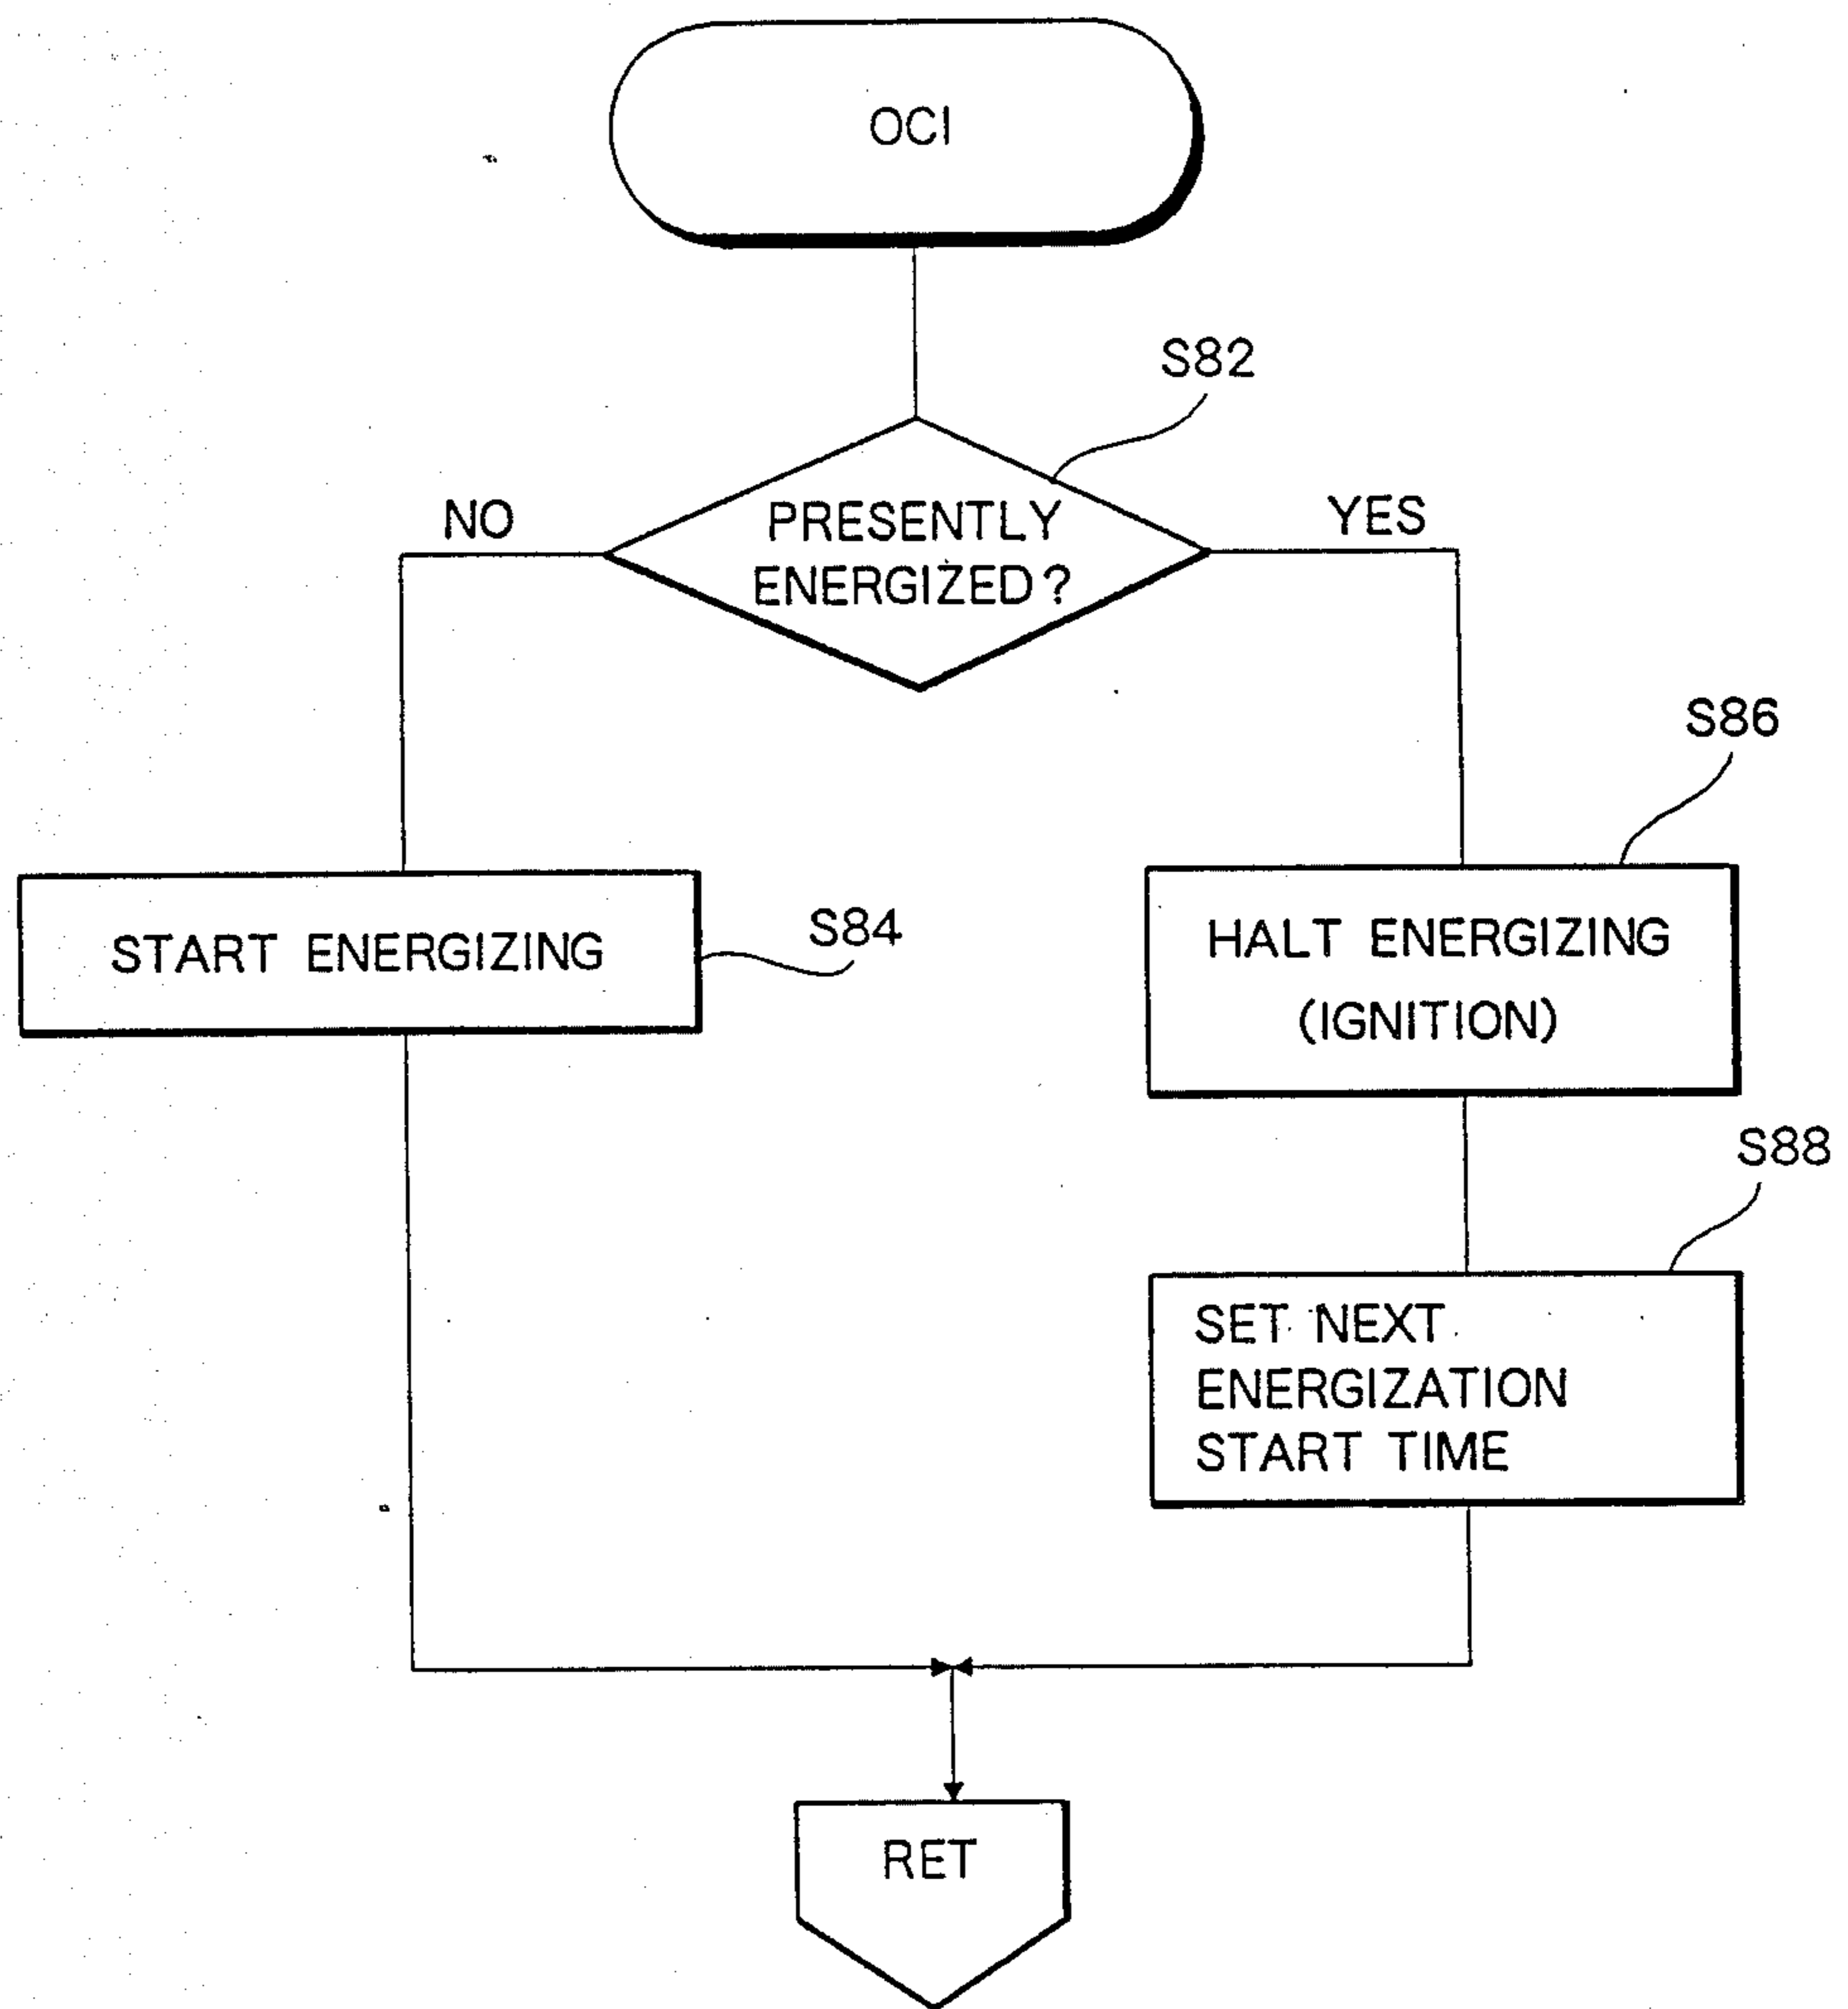 OCI
S82
NO
PRESENTLY
ENERGIZED?
YES
S86
START ENERGIZING
S84
HALT ENERGIZING
(IGNITION)
S88
SET NEXT
ENERGIZATION
START TIME
RET